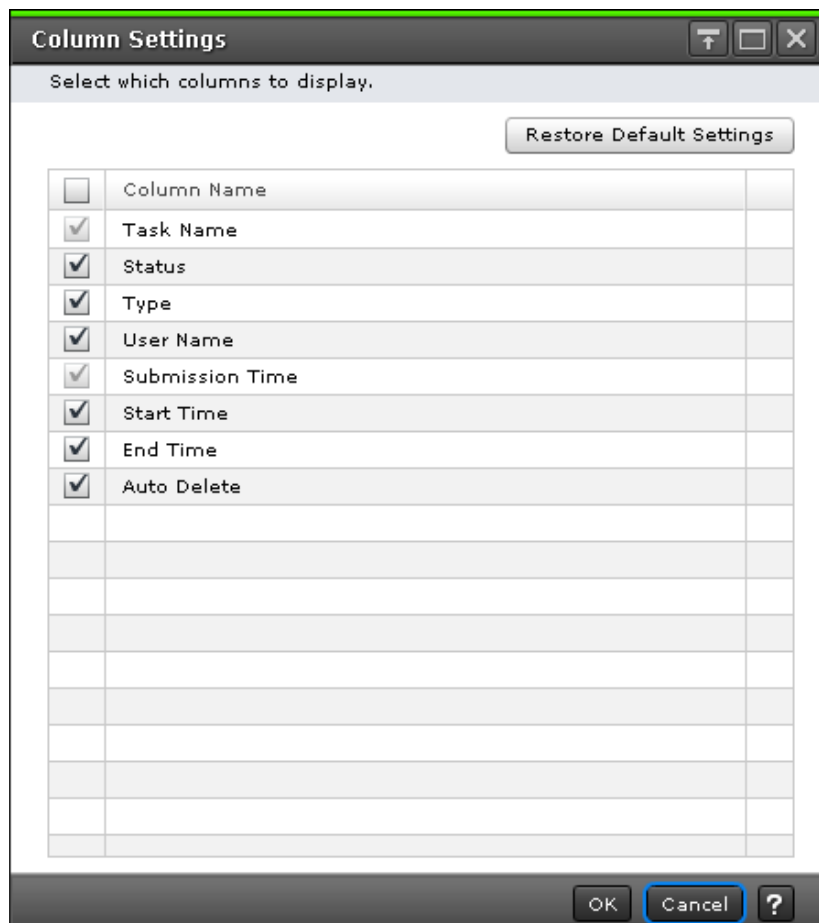 Column Settings
Select which columns to display.
Restore Default Settings
Column Name
Task Name
Status
Type
User Name
Submission Time
Start Time
End Time
Auto Delete
OK Cancel ?